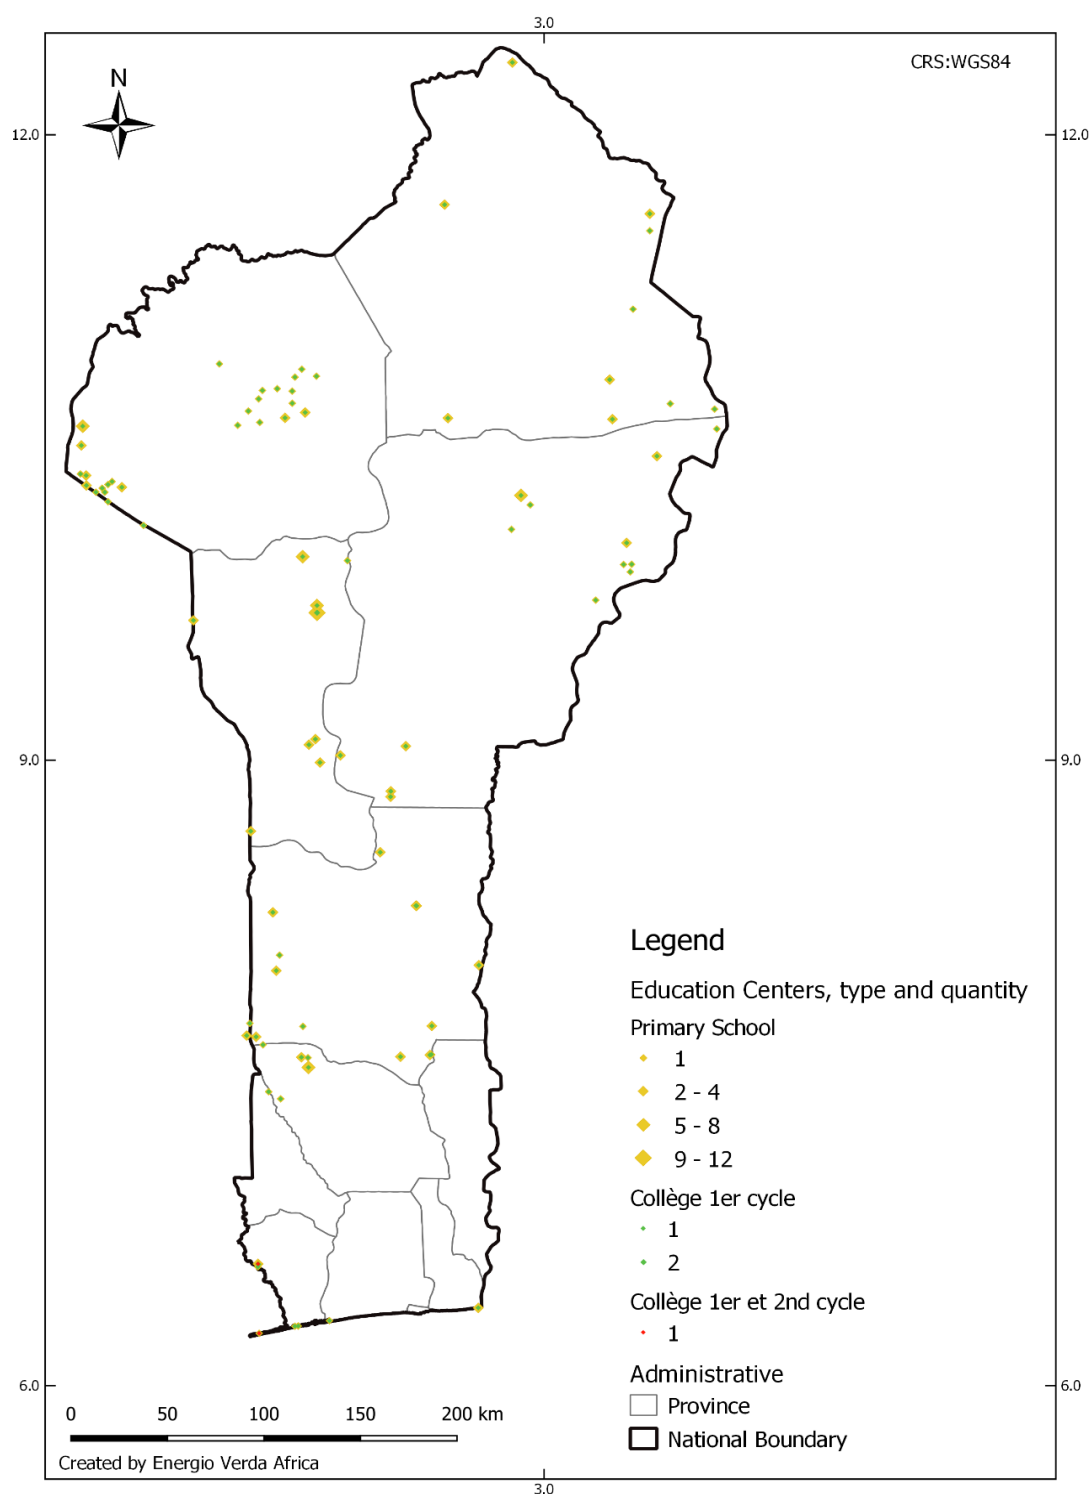 3.0
CRS:WGS84
N
12.0
12.0
9.0
9.0
Legend
Education Centers, type and quantity
Primary School
1
2 - 4
5 - 8
9 - 12
Collège 1er cycle
1
2
Collège 1er et 2nd cycle
1
Administrative
Province
National Boundary
6.0
6.0
0 50 100 150 200 km
Created by Energio Verda Africa
3.0